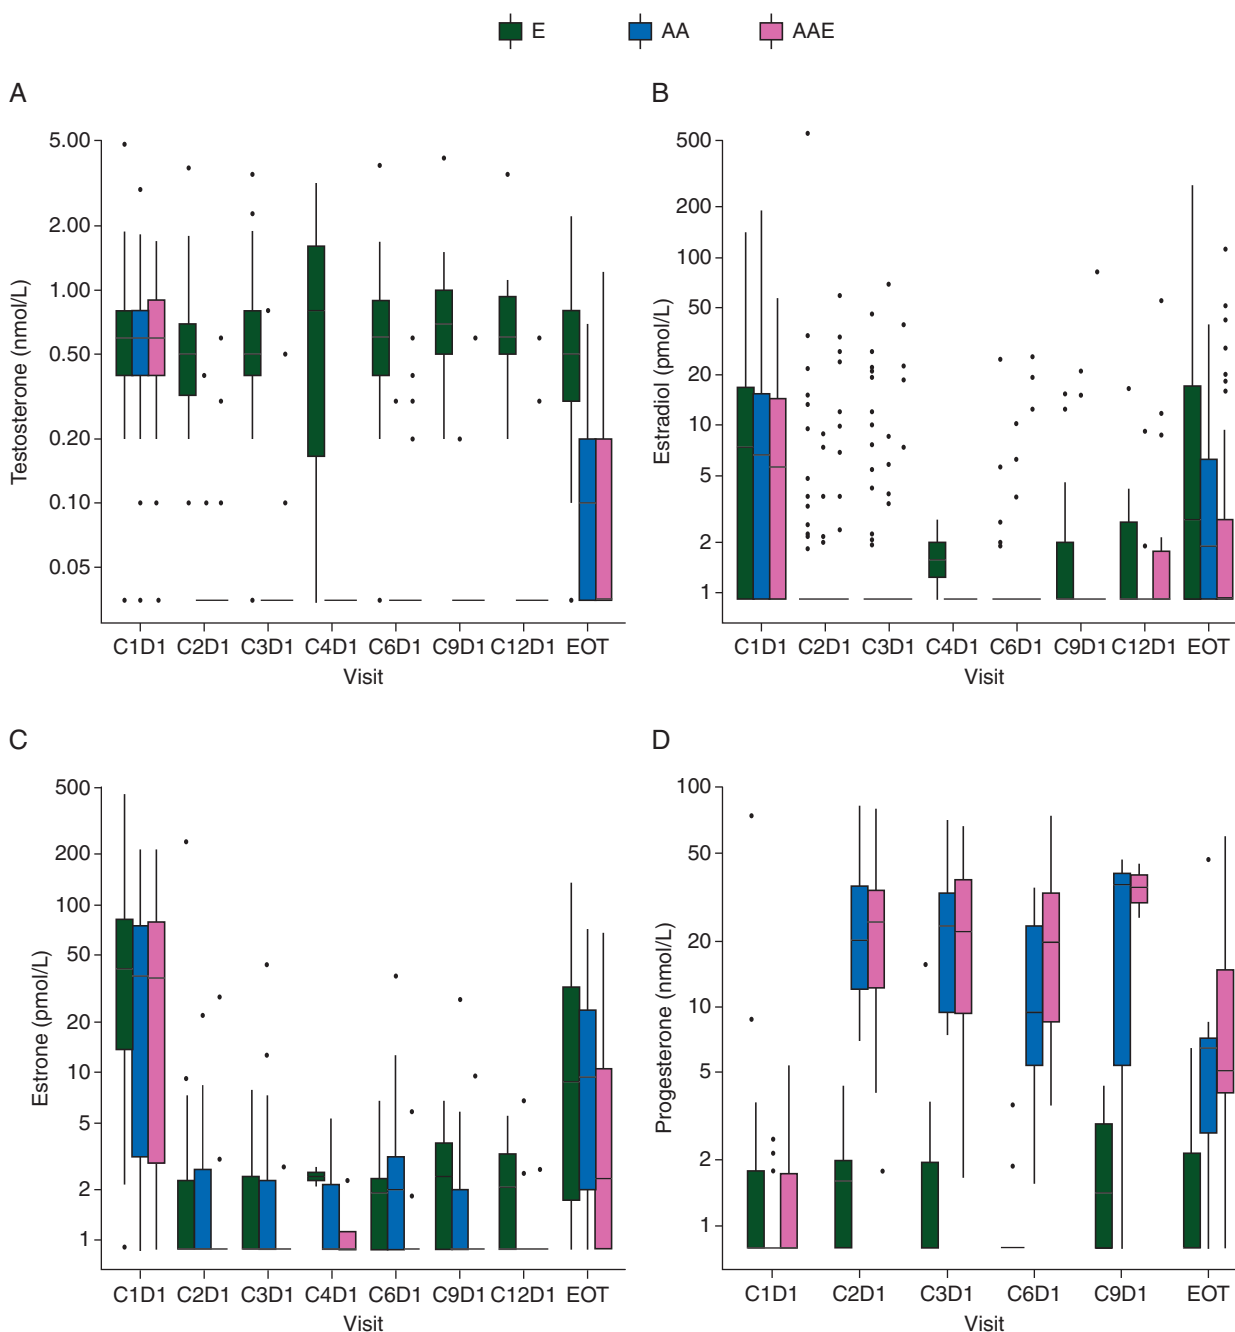 E AA AAE
A
5.00
2.00
1.00
0.50
0.20
0.10
0.05
Testosterone (nmol/L)
C1D1 C2D1 C3D1 C4D1 C6D1 C9D1 C12D1 EOT
Visit
B
500
200
100
50
20
10
5
2
1
Estradiol (pmol/L)
C1D1 C2D1 C3D1 C4D1 C6D1 C9D1 C12D1 EOT
Visit
C
500
200
100
50
20
10
5
2
1
Estrone (pmol/L)
C1D1 C2D1 C3D1 C4D1 C6D1 C9D1 C12D1 EOT
Visit
D
100
50
20
10
5
2
1
Progesterone (nmol/L)
C1D1 C2D1 C3D1 C6D1 C9D1 EOT
Visit